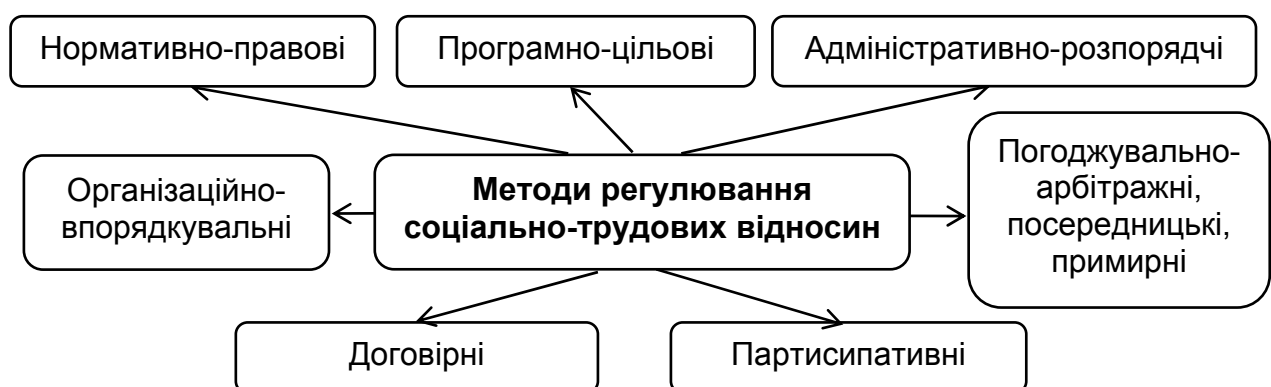 Нормативно-правові
Програмно-цільові
Адміністративно-розпорядчі
Організаційно-
впорядкувальні
Методи регулювання
соціально-трудових відносин
Погоджувально-
арбітражні,
посередницькі,
примирні
Договірні
Партисипативні